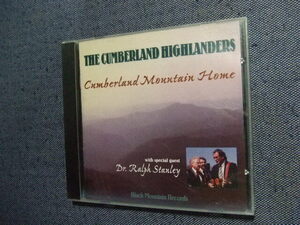 THE CUMBERLAND HIGHLANDERS
Cumberland Mountain Home
with special guest
Dr. Ralph Stanley
Black Mountain Records